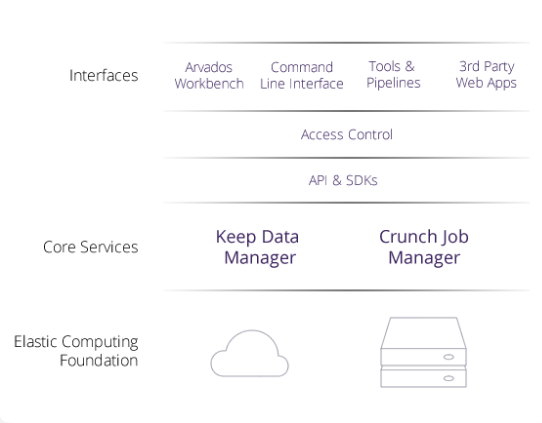 Interfaces
Arvados
Workbench
Command
Line Interface
Tools &
Pipelines
3rd Party
Web Apps
Access Control
API & SDKs
Core Services
Keep Data
Manager
Crunch Job
Manager
Elastic Computing
Foundation